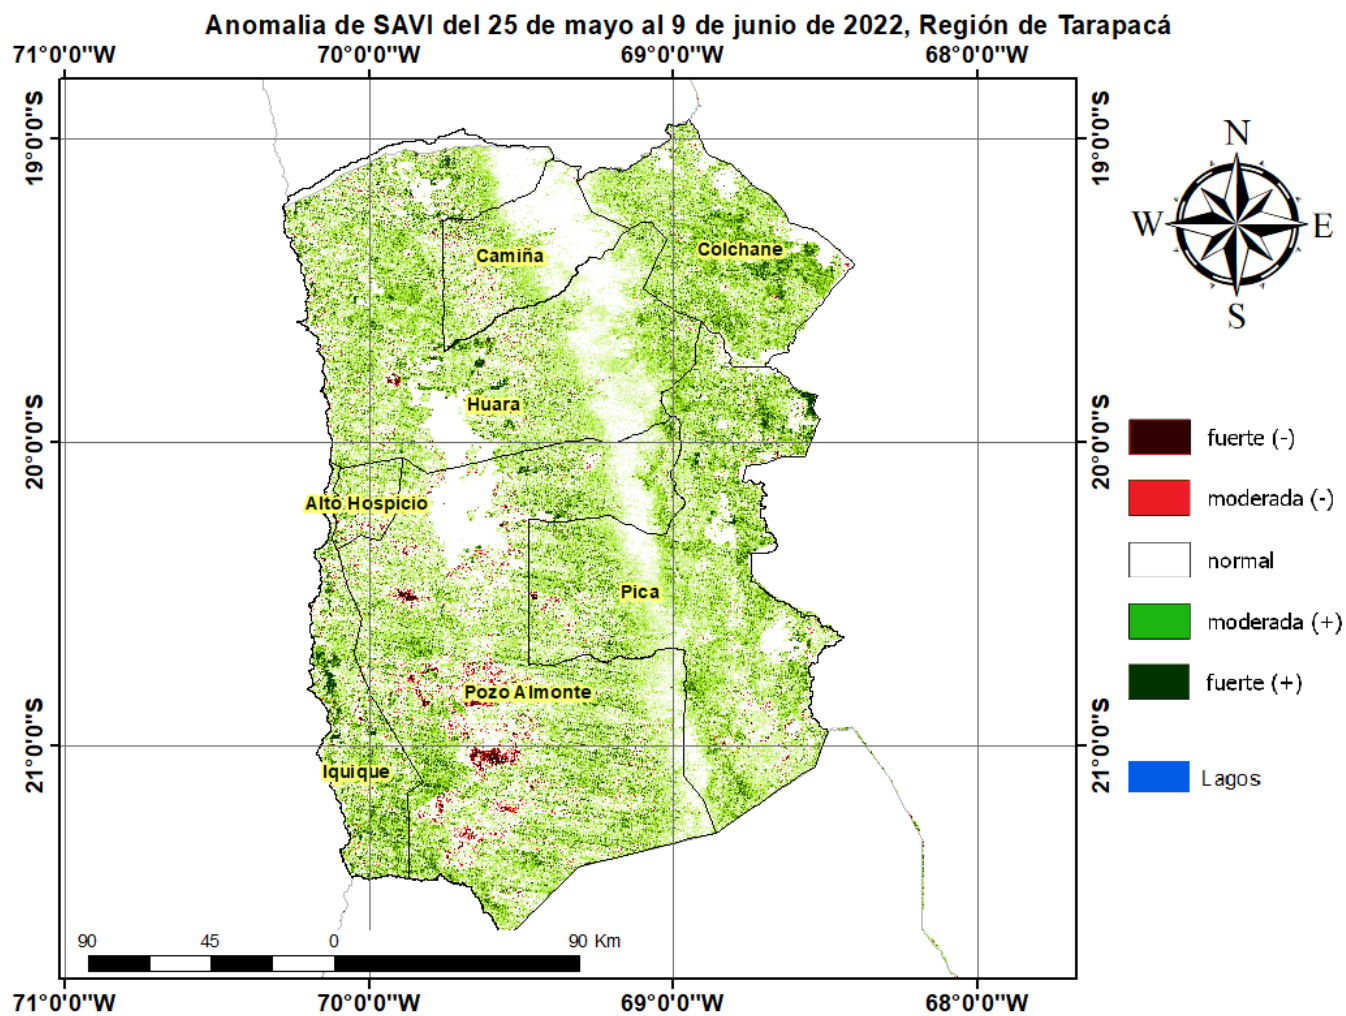 Anomalia de SAVI del 25 de mayo al 9 de junio de 2022, Región de Tarapacá
71°0'0"W 70°0'0"W 69°0'0"W 68°0'0"W
19°0'0"S 19°0'0"S
N
W E
S
Camiña
Colchane
Huara
20°0'0"S 20°0'0"S
Alto Hospicio
Pica
Pozo Almonte
21°0'0"S 21°0'0"S
Iquique
fuerte (-)
moderada (-)
normal
moderada (+)
fuerte (+)
Lagos
90 45 0 90 Km
71°0'0"W 70°0'0"W 69°0'0"W 68°0'0"W